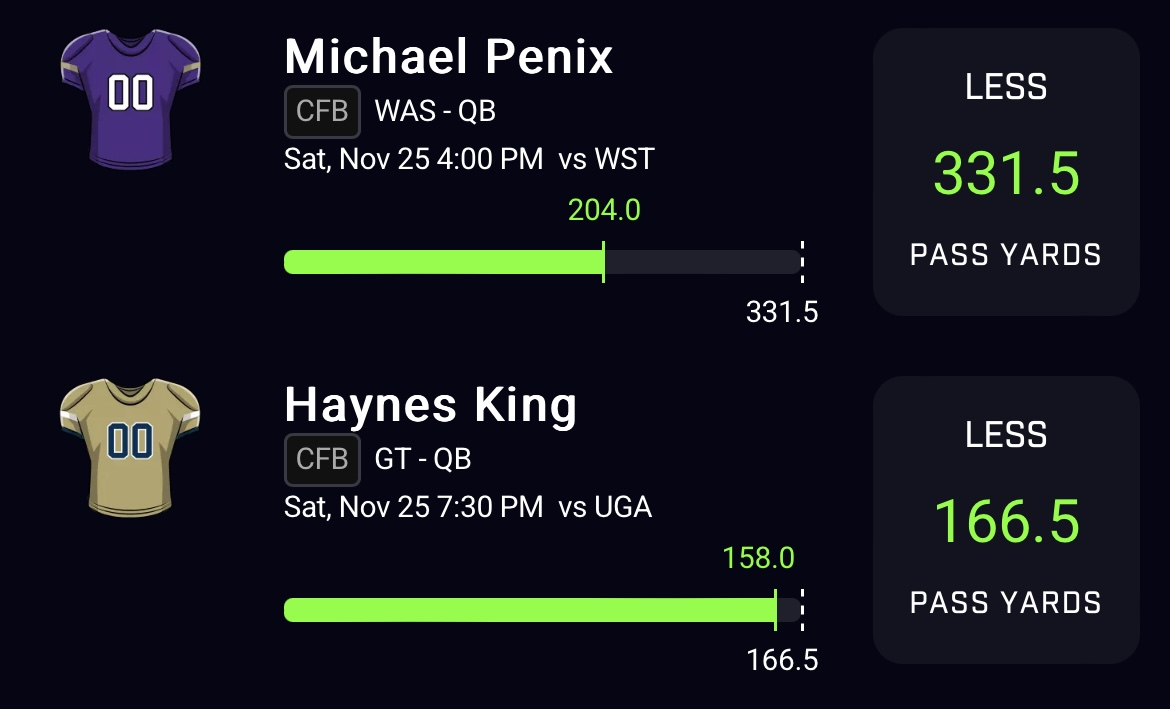 00
Michael Penix
CFB WAS - QB
Sat, Nov 25 4:00 PM vs WST
204.0
331.5
LESS
331.5
PASS YARDS
00
Haynes King
CFB GT - QB
Sat, Nov 25 7:30 PM vs UGA
158.0
166.5
LESS
166.5
PASS YARDS